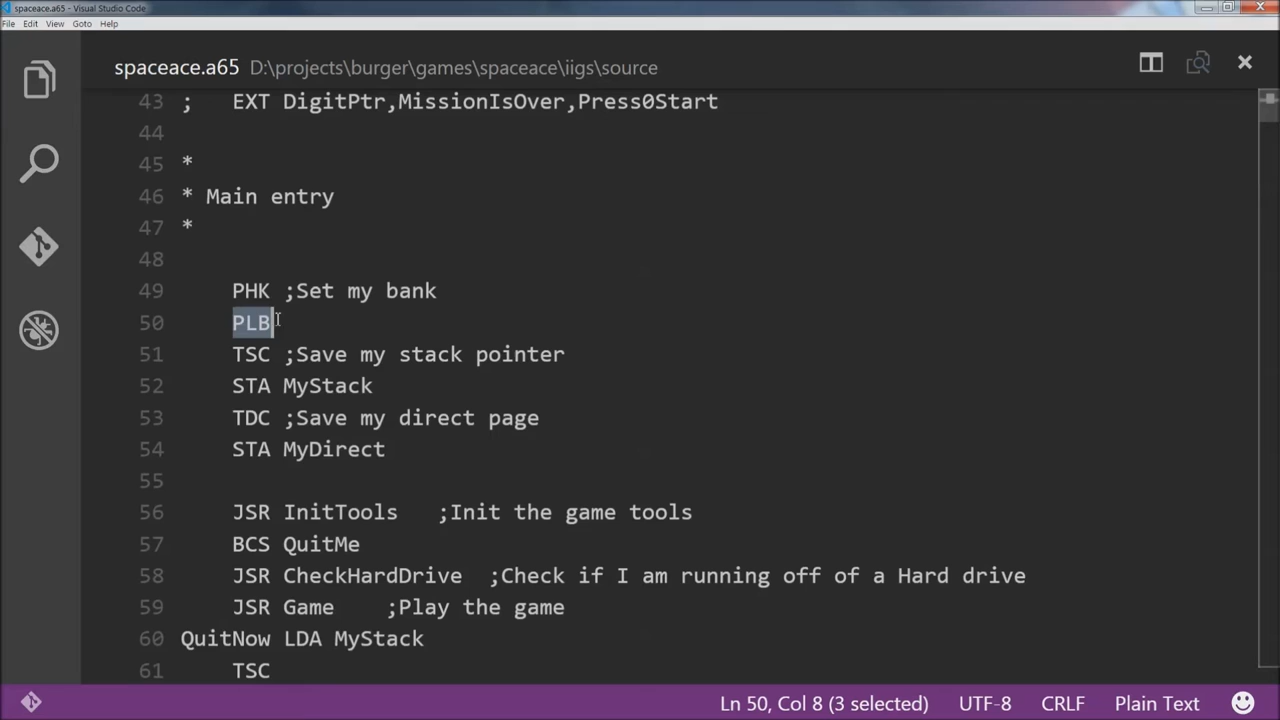 spaceace.a65 - Visual Studio Code
File Edit View Goto Help
spaceace.a65 D:\projects\burger\games\spaceace\iigs\source
43 ; EXT DigitPtr,MissionIsOver,Press0Start
44
45 *
46 * Main entry
47 *
48
49 PHK ;Set my bank
50 PLB
51 TSC ;Save my stack pointer
52 STA MyStack
53 TDC ;Save my direct page
54 STA MyDirect
55
56 JSR InitTools ;Init the game tools
57 BCS QuitMe
58 JSR CheckHardDrive ;Check if I am running off of a Hard drive
59 JSR Game ;Play the game
60 QuitNow LDA MyStack
61 TSC
Ln 50, Col 8 (3 selected) UTF-8 CRLF Plain Text